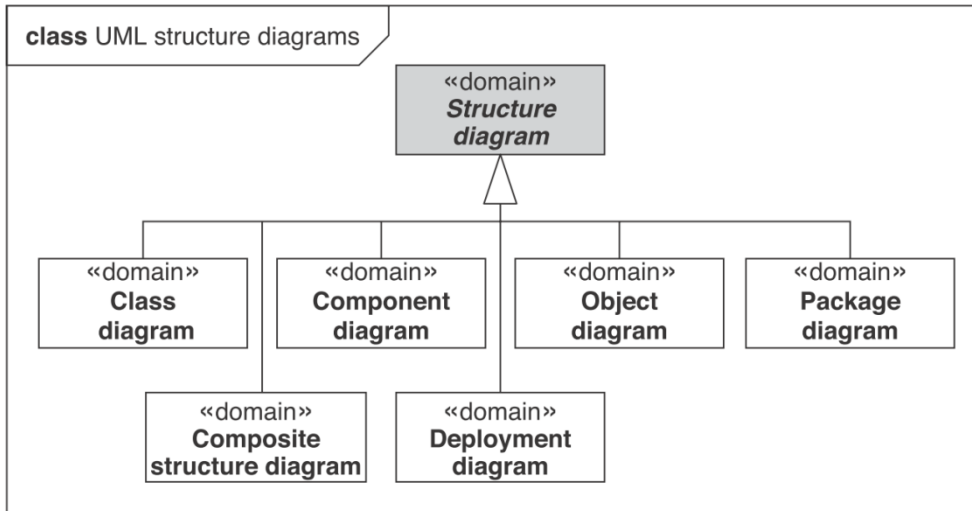 class UML structure diagrams
«domain»
Structure
diagram
«domain»
Class
diagram
«domain»
Component
diagram
«domain»
Object
diagram
«domain»
Package
diagram
«domain»
Composite
structure diagram
«domain»
Deployment
diagram